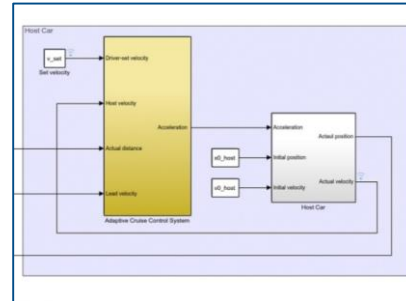 Host Car
v_set
Set velocity
Driver-set velocity
Host velocity
Actual distance
Lead velocity
Acceleration
Adaptive Cruise Control System
x0_host
v0_host
Acceleration
Initial position
Initial velocity
Actaul position
Actual velocity
Host Car